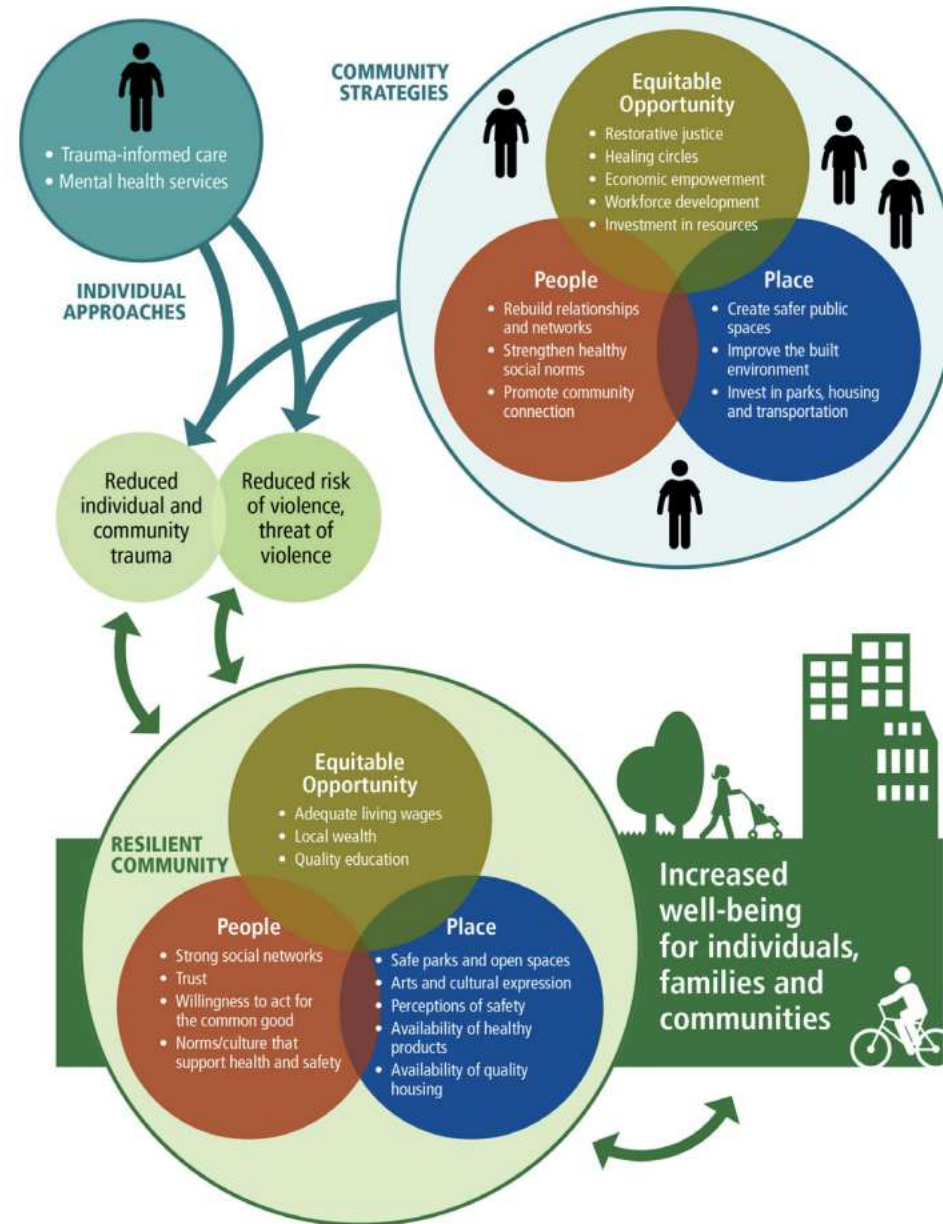 • Trauma-informed care
• Mental health services
INDIVIDUAL
APPROACHES
COMMUNITY
STRATEGIES
Equitable
Opportunity
• Restorative justice
• Healing circles
• Economic empowerment
• Workforce development
• Investment in resources
People
• Rebuild relationships
and networks
• Strengthen healthy
social norms
• Promote community
connection
Place
• Create safer public
spaces
• Improve the built
environment
• Invest in parks, housing
and transportation
Reduced
individual and
community
trauma
Reduced risk
of violence,
threat of
violence
RESILIENT
COMMUNITY
Equitable
Opportunity
• Adequate living wages
• Local wealth
• Quality education
People
• Strong social networks
• Trust
• Willingness to act for
the common good
• Norms/culture that
support health and safety
Place
• Safe parks and open spaces
• Arts and cultural expression
• Perceptions of safety
• Availability of healthy
products
• Availability of quality
housing
Increased
well-being
for individuals,
families and
communities